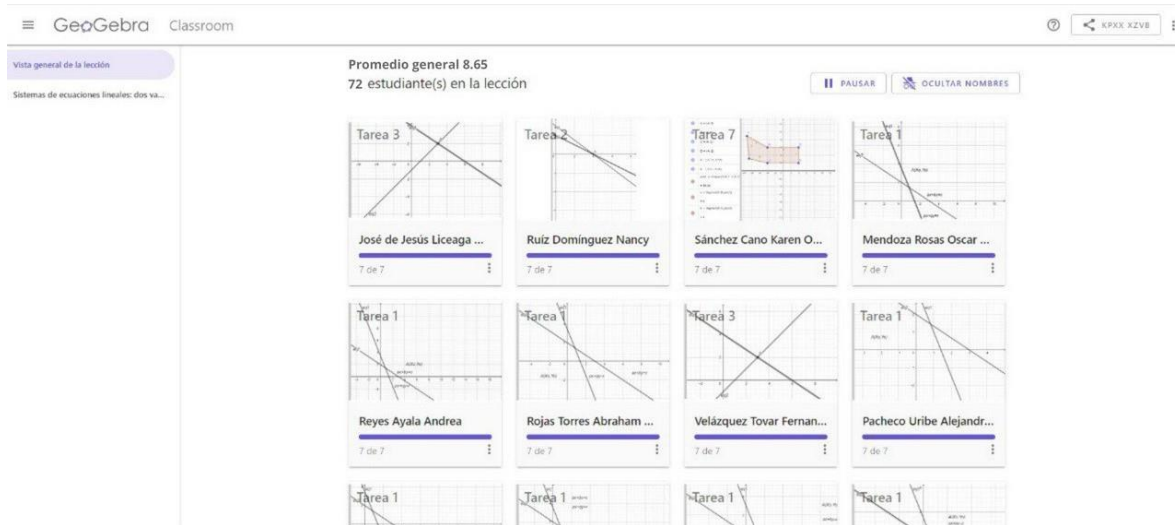 GeoGebra Classroom
KPXX XZVB
Vista general de la lección
Sistemas de ecuaciones lineales: dos va...
Promedio general 8.65
72 estudiante(s) en la lección
PAUSAR
OCULTAR NOMBRES
Tarea 3
Tarea 2
Tarea 7
Tarea 1
José de Jesús Liceaga ...
Ruíz Domínguez Nancy
Sánchez Cano Karen O...
Mendoza Rosas Oscar ...
7 de 7
7 de 7
7 de 7
7 de 7
Tarea 1
Tarea 1
Tarea 3
Tarea 1
Reyes Ayala Andrea
Rojas Torres Abraham ...
Velázquez Tovar Fernan...
Pacheco Uribe Alejandr...
7 de 7
7 de 7
7 de 7
7 de 7
Tarea 1
Tarea 1
Tarea 1
Tarea 1